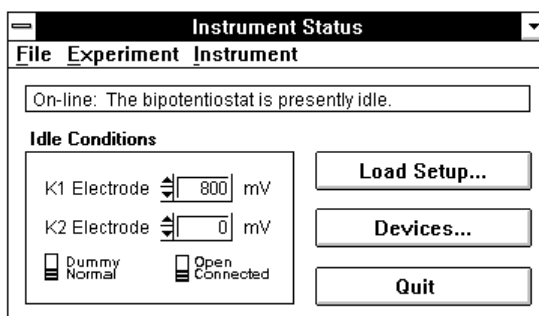 Instrument Status
File Experiment Instrument
On-line: The bipotentiostat is presently idle.
Idle Conditions
K1 Electrode 800 mV
K2 Electrode 0 mV
Dummy
Normal
Open
Connected
Load Setup...
Devices...
Quit